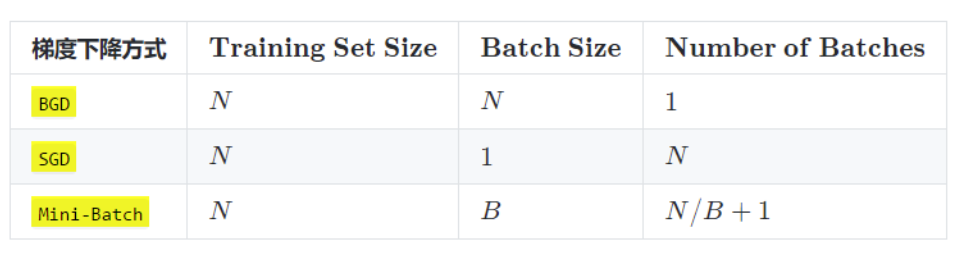 梯度下降方式 Training Set Size Batch Size Number of Batches
BGD N N 1
SGD N 1 N
Mini-Batch N B N/B + 1